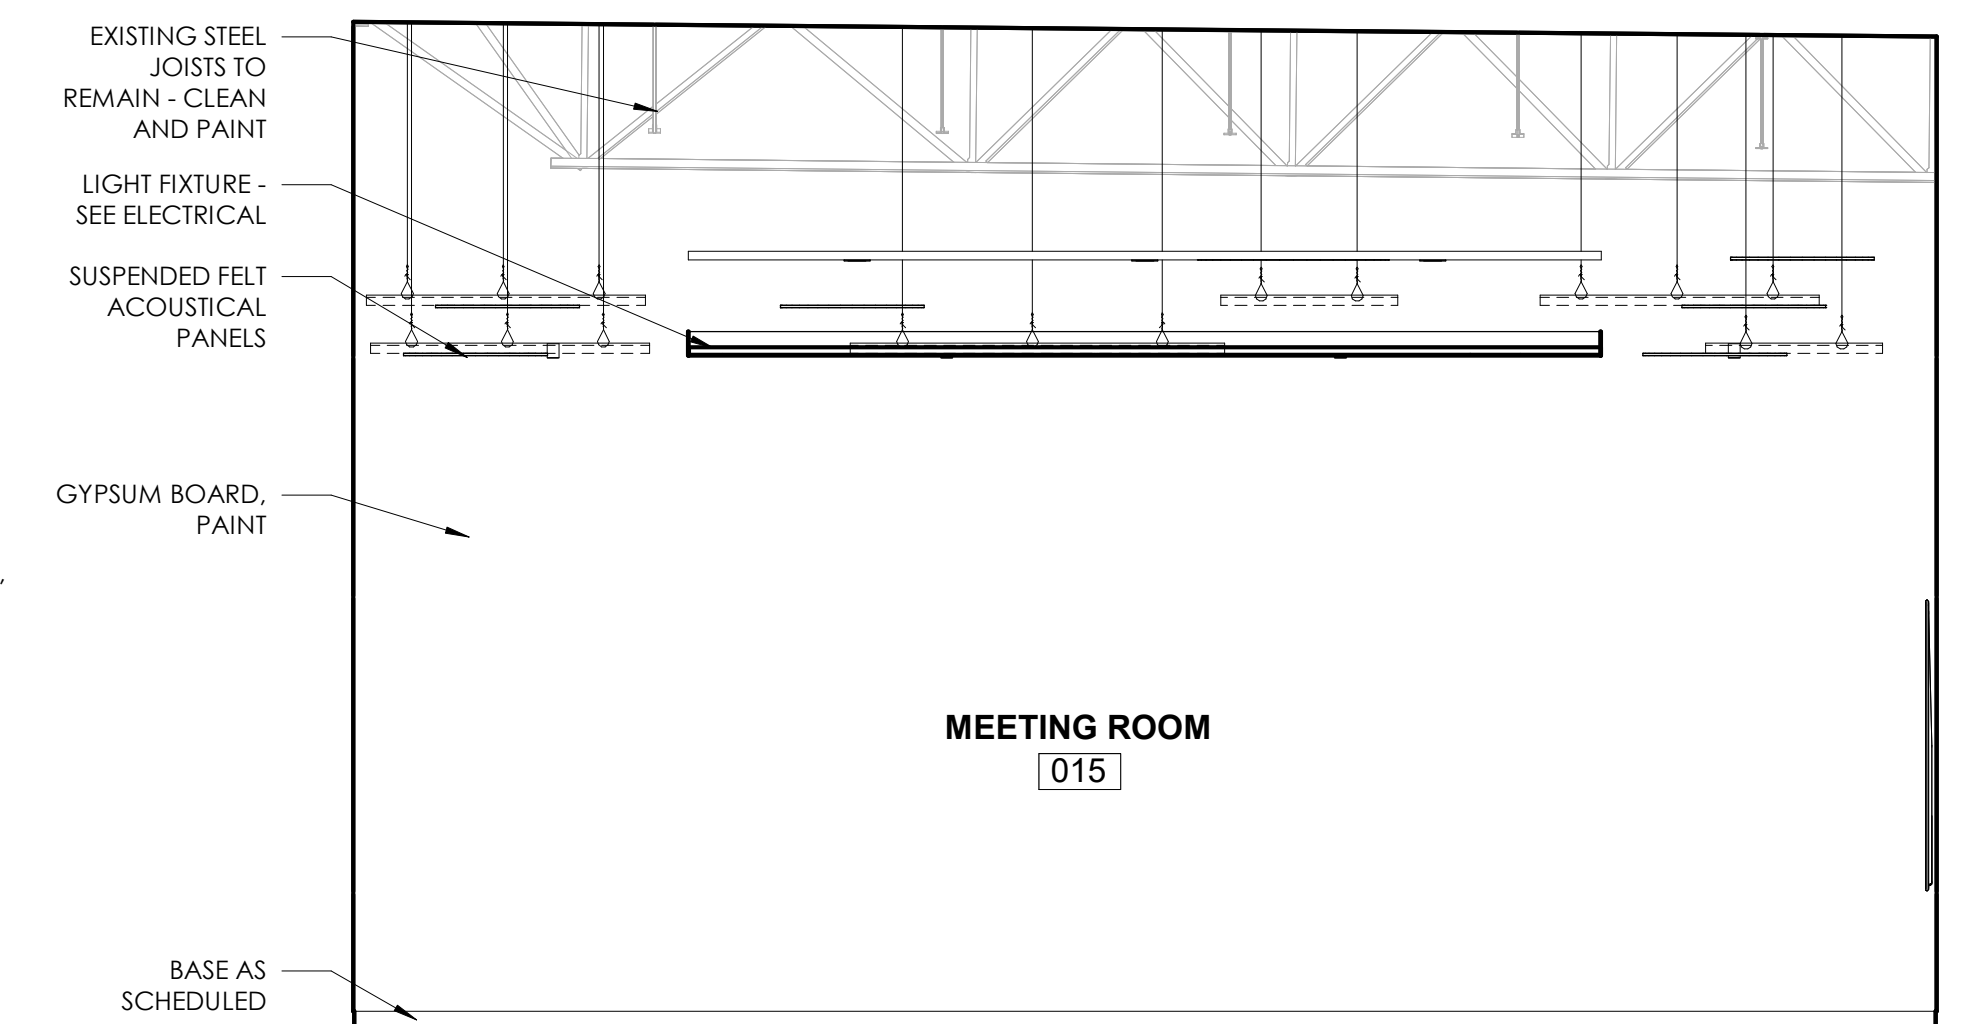 EXISTING STEEL
JOISTS TO
REMAIN - CLEAN
AND PAINT
LIGHT FIXTURE -
SEE ELECTRICAL
SUSPENDED FELT
ACOUSTICAL
PANELS
GYPSUM BOARD,
PAINT
,
MEETING ROOM
015
BASE AS
SCHEDULED